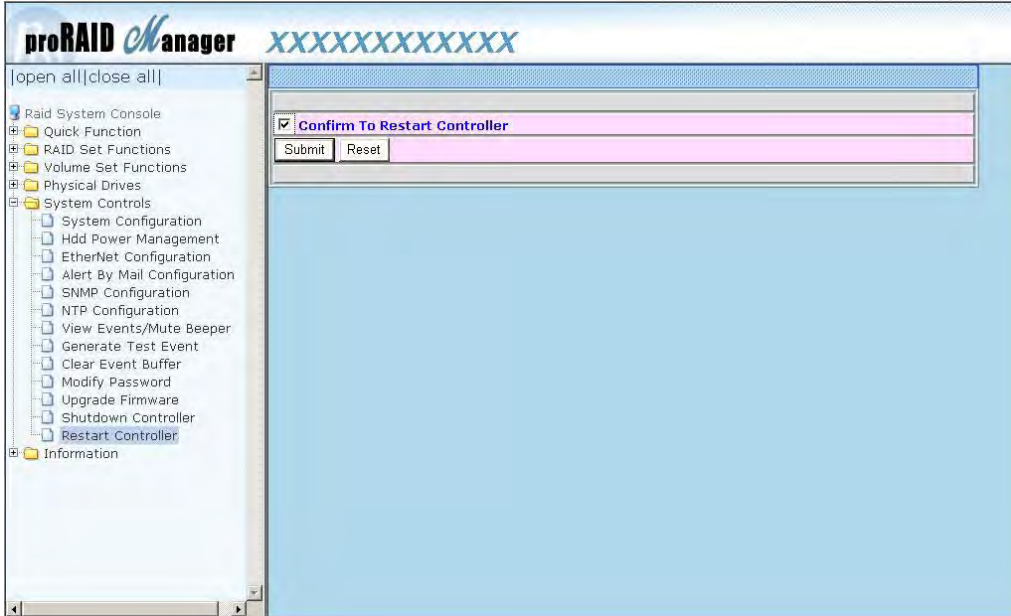 proRAID Manager XXXXXXXXXXXX
|open all|close all|
Raid System Console
Quick Function
RAID Set Functions
Volume Set Functions
Physical Drives
System Controls
System Configuration
Hdd Power Management
EtherNet Configuration
Alert By Mail Configuration
SNMP Configuration
NTP Configuration
View Events/Mute Beeper
Generate Test Event
Clear Event Buffer
Modify Password
Upgrade Firmware
Shutdown Controller
Restart Controller
Information
Confirm To Restart Controller
Submit Reset